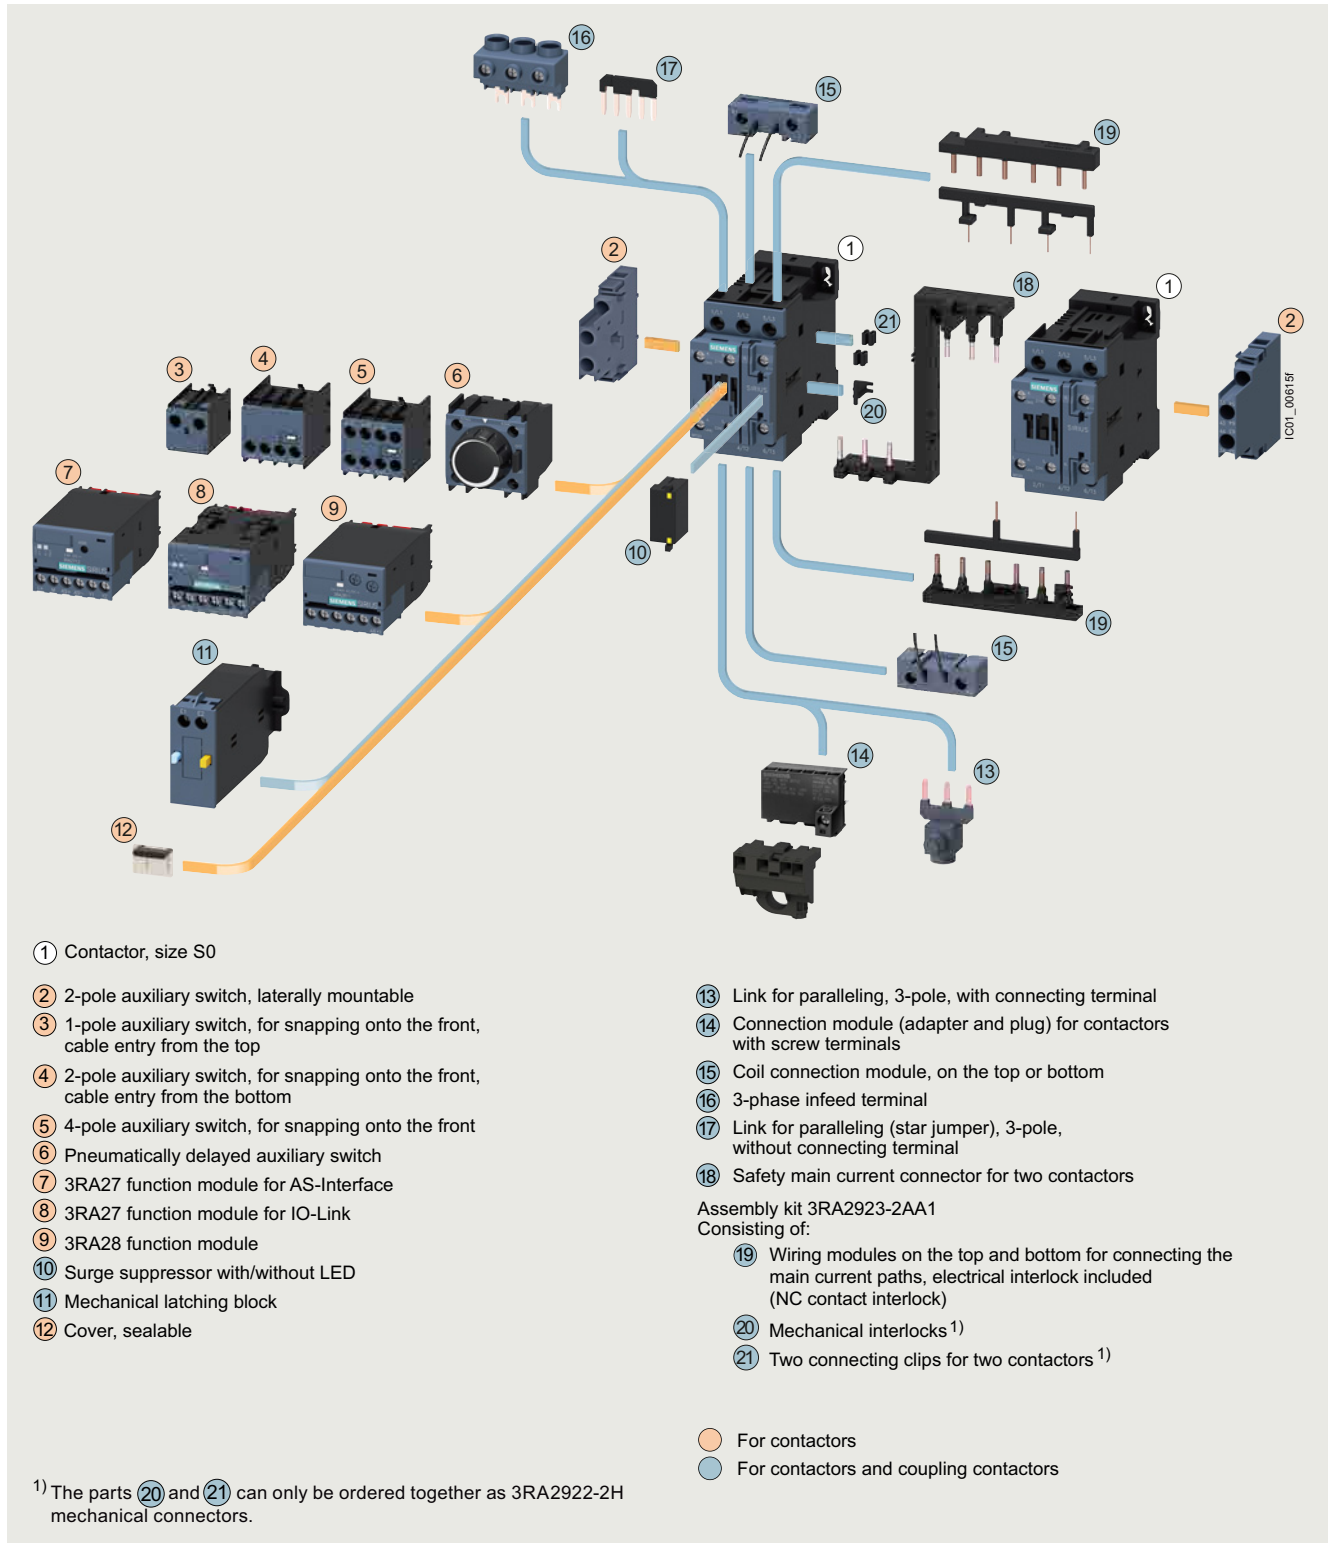 16
17
15
19
2
1
18
1
21
2
3
4
5
6
20
IC01_00615f
7
8
9
10
19
11
15
14
13
12
SIEMENS
SIRIUS
SIEMENS
SIRIUS
SIEMENS
SIEMENS
1 Contactor, size S0
2 2-pole auxiliary switch, laterally mountable
3 1-pole auxiliary switch, for snapping onto the front,
cable entry from the top
4 2-pole auxiliary switch, for snapping onto the front,
cable entry from the bottom
5 4-pole auxiliary switch, for snapping onto the front
6 Pneumatically delayed auxiliary switch
7 3RA27 function module for AS-Interface
8 3RA27 function module for IO-Link
9 3RA28 function module
10 Surge suppressor with/without LED
11 Mechanical latching block
12 Cover, sealable
13 Link for paralleling, 3-pole, with connecting terminal
14 Connection module (adapter and plug) for contactors
with screw terminals
15 Coil connection module, on the top or bottom
16 3-phase infeed terminal
17 Link for paralleling (star jumper), 3-pole,
without connecting terminal
18 Safety main current connector for two contactors
Assembly kit 3RA2923-2AA1
Consisting of:
19 Wiring modules on the top and bottom for connecting the
main current paths, electrical interlock included
(NC contact interlock)
20 Mechanical interlocks 1)
21 Two connecting clips for two contactors 1)
For contactors
For contactors and coupling contactors
1) The parts 20 and 21 can only be ordered together as 3RA2922-2H
mechanical connectors.